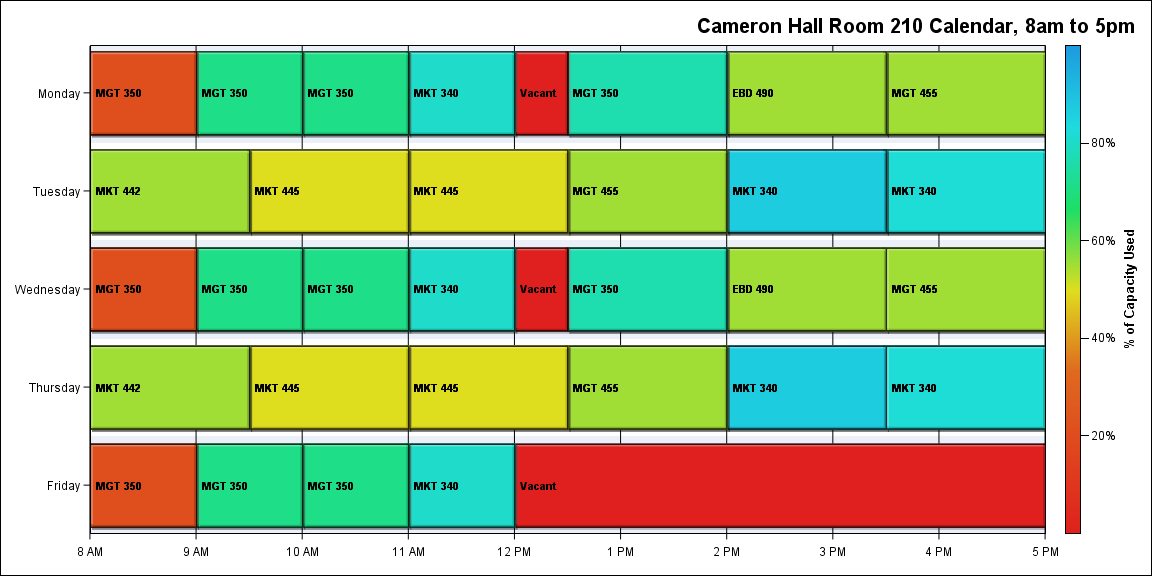 Cameron Hall Room 210 Calendar, 8am to 5pm
Monday
MGT 350
MGT 350
MGT 350
MKT 340
Vacant
MGT 350
EBD 490
MGT 455
Tuesday
MKT 442
MKT 445
MKT 445
MGT 455
MKT 340
MKT 340
Wednesday
MGT 350
MGT 350
MGT 350
MKT 340
Vacant
MGT 350
EBD 490
MGT 455
Thursday
MKT 442
MKT 445
MKT 445
MGT 455
MKT 340
MKT 340
Friday
MGT 350
MGT 350
MGT 350
MKT 340
Vacant
8 AM
9 AM
10 AM
11 AM
12 PM
1 PM
2 PM
3 PM
4 PM
5 PM
80%
60%
40%
20%
% of Capacity Used